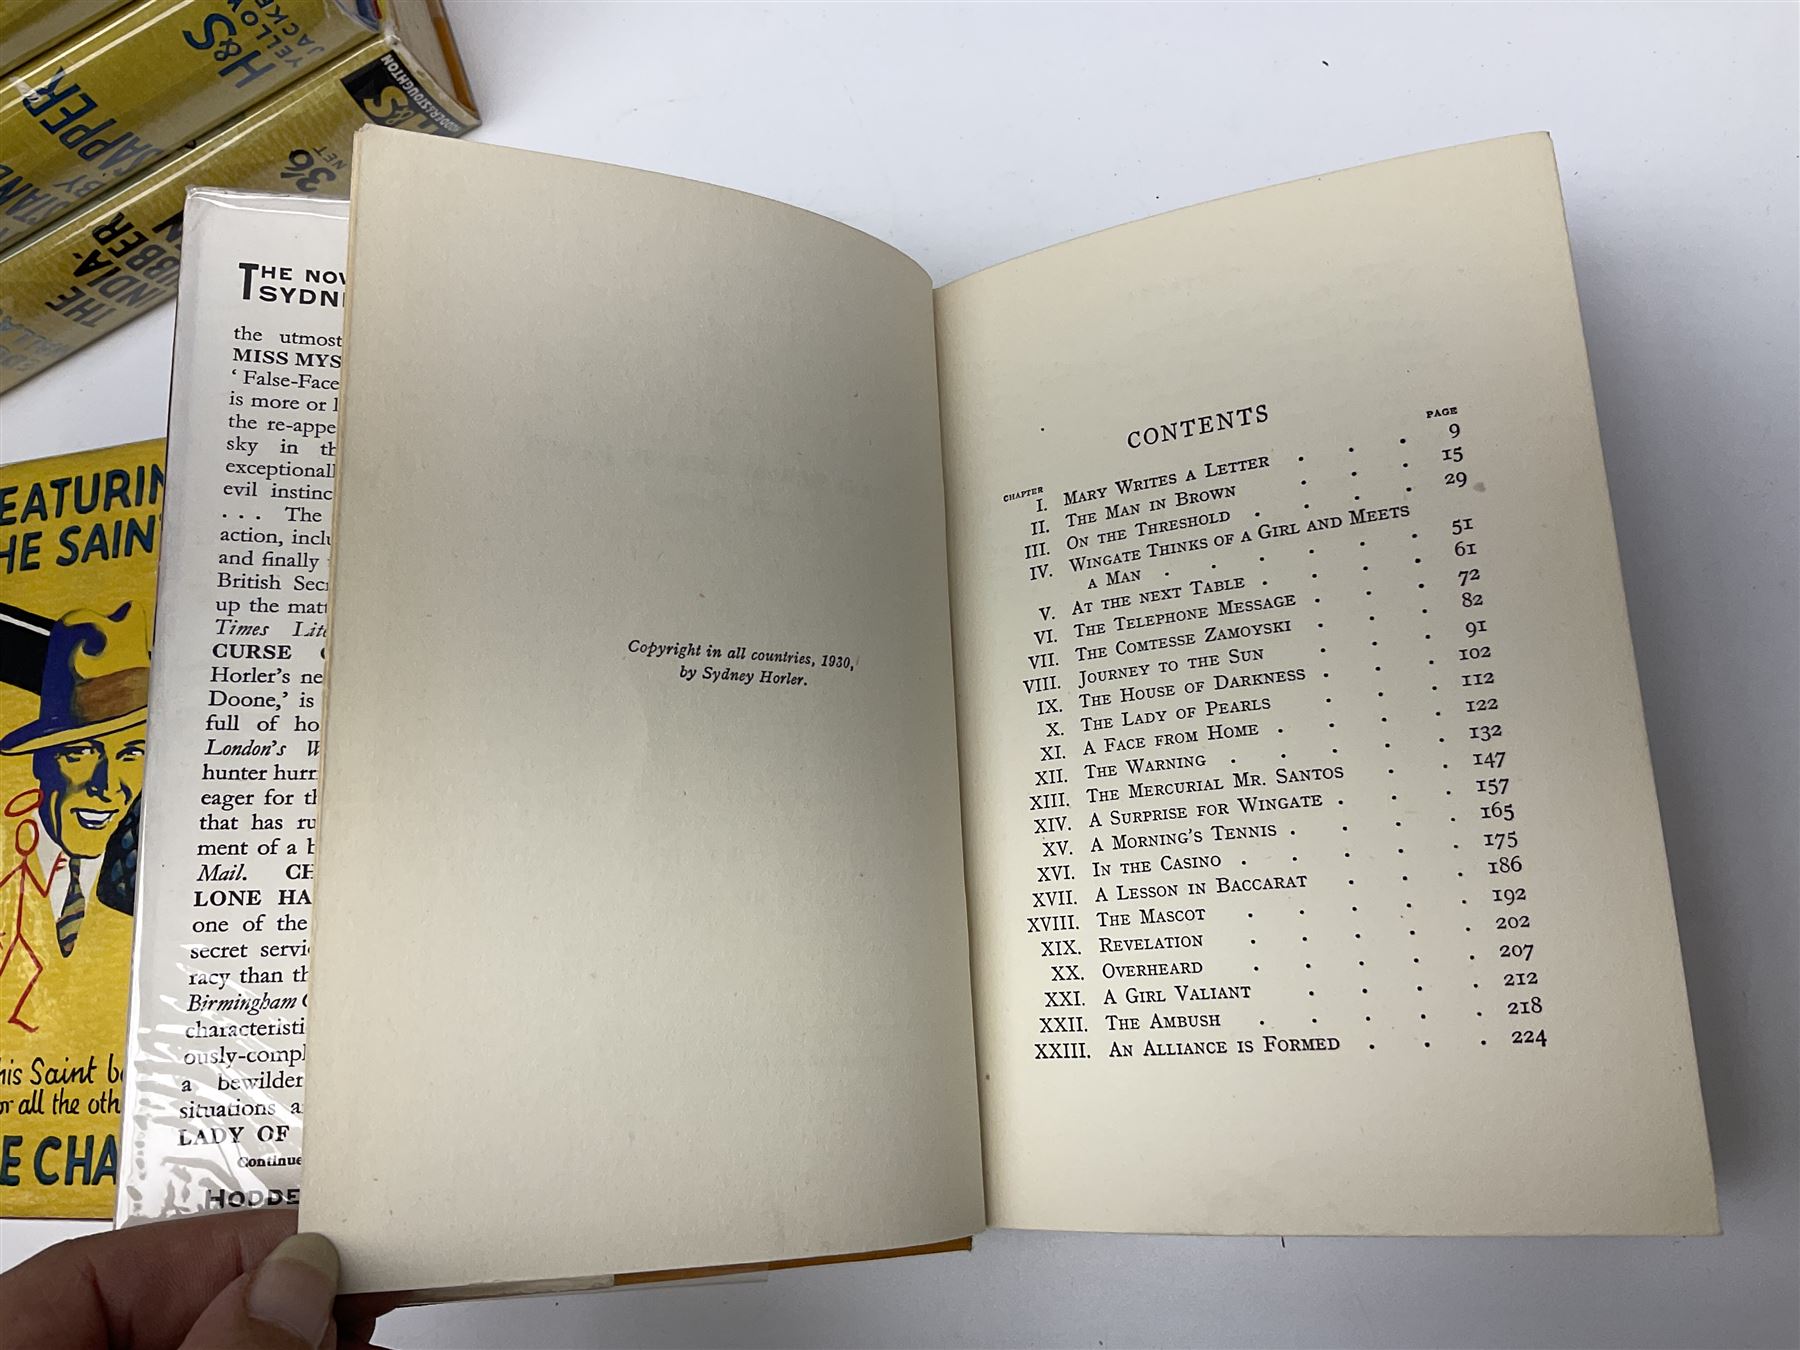 H&S
YELLOW
JACKE
SAPPER
BY
STAND
HODDER & STOUGHTON
H&S
3/6
NET
THE
INDIA-
THE NOV
SYDN
the utmost
MISS MYS
‘ False-Face
is more or l
the re-appe
sky in th
exceptionall
evil instinc
. . . The
action, inclu
and finally
British Secr
up the matt
Times Lite
CURSE
Horler's ne
Doone,’ is
full of ho
London's W
hunter hurri
eager for th
that has ru
ment of a b
Mail. CH
LONE HA
one of the
secret servi
racy than th
Birmingham
characteristi
ously-compl
a bewilder
situations a
LADY OF
Continue
HODDE
EATURIN
HE SAIN
his Saint b
or all the oth
E CHA
Copyright in all countries, 1930,
by Sydney Horler.
CONTENTS
CHAPTER PAGE
I. Mary Writes a Letter . . . 9
II. The Man in Brown . . . 15
III. On the Threshold . . . . 29
IV. Wingate Thinks of a Girl and Meets
a Man . . . . . . 51
V. At the next Table . . . . 61
VI. The Telephone Message . . . 72
VII. The Comtesse Zamoyski . . . 82
VIII. Journey to the Sun . . . 91
IX. The House of Darkness . . . 102
X. The Lady of Pearls . . . 112
XI. A Face from Home . . . . 122
XII. The Warning . . . . . 132
XIII. The Mercurial Mr. Santos . . 147
XIV. A Surprise for Wingate . . . 157
XV. A Morning's Tennis . . . . 165
XVI. In the Casino . . . . . 175
XVII. A Lesson in Baccarat . . . 186
XVIII. The Mascot . . . . . 192
XIX. Revelation . . . . . 202
XX. Overheard . . . . . 207
XXI. A Girl Valiant . . . . 212
XXII. The Ambush . . . . . 218
XXIII. An Alliance is Formed . . . 224